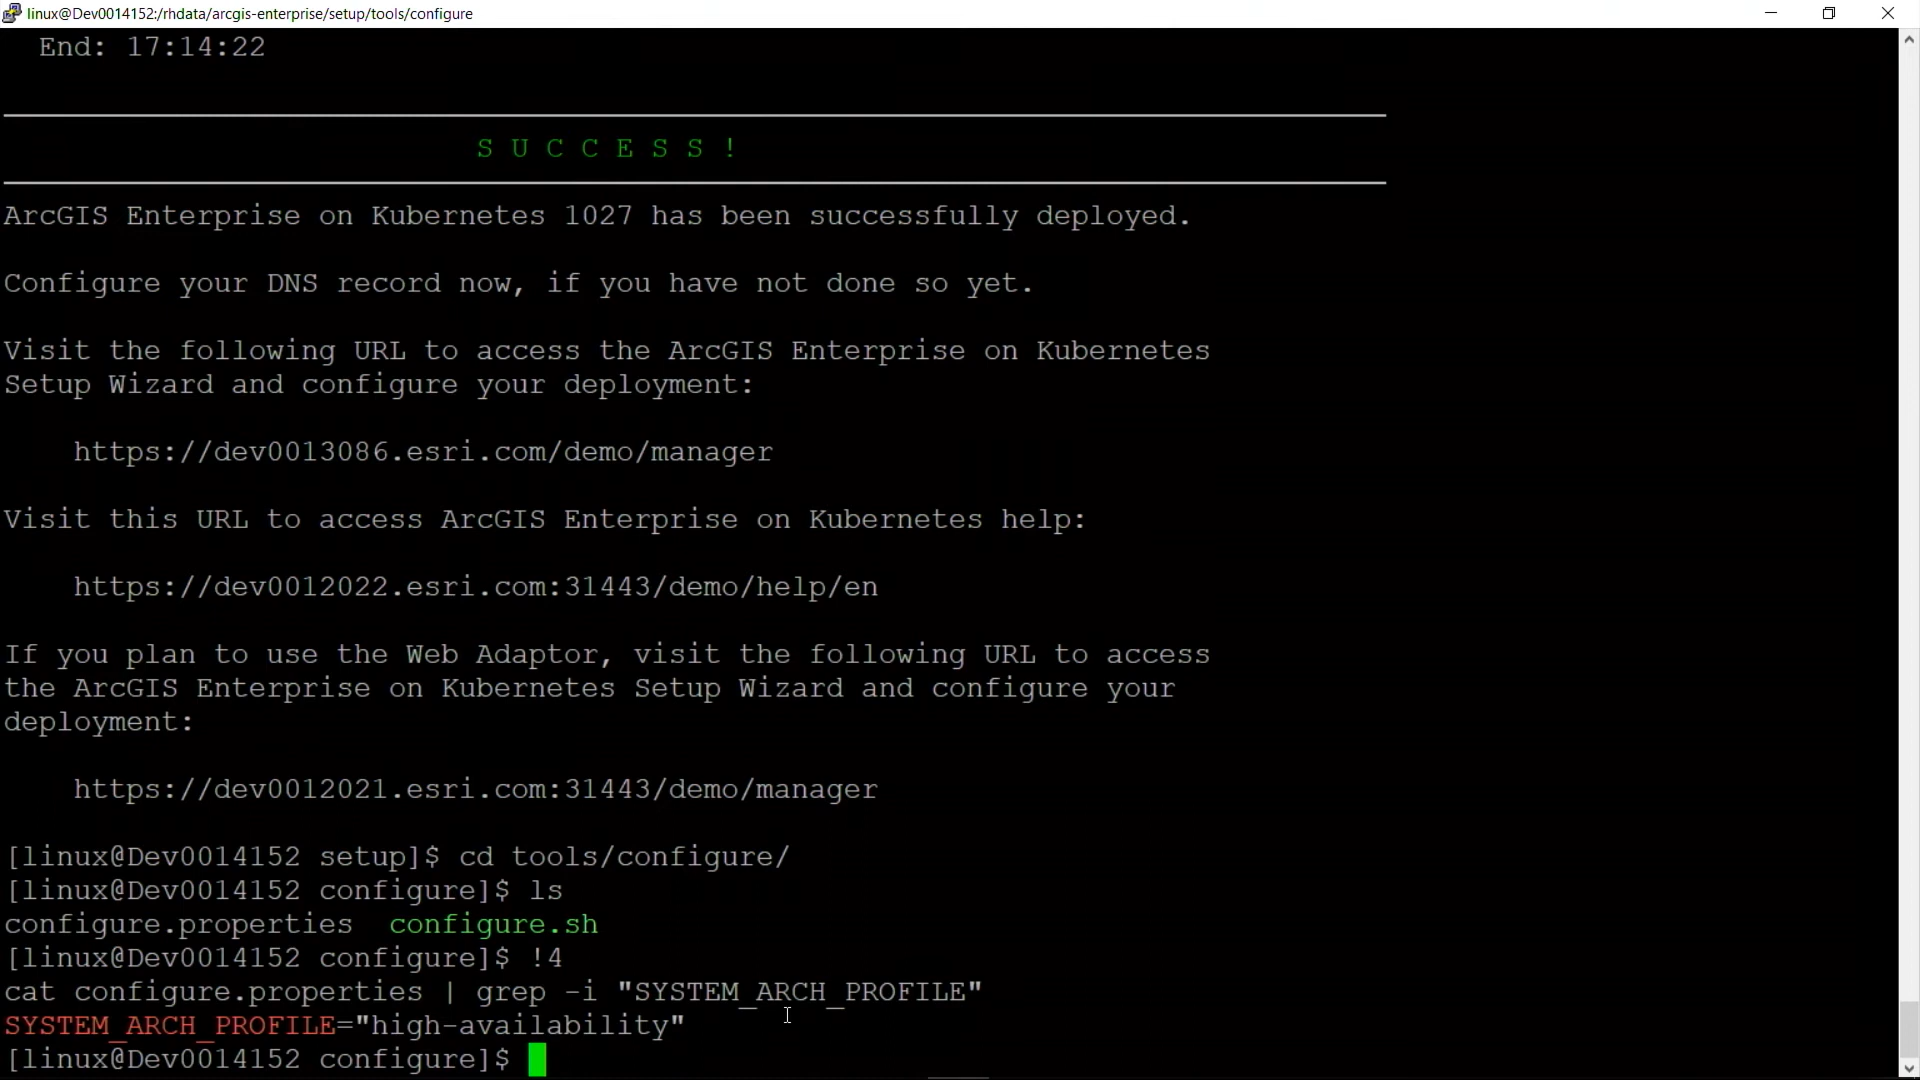 linux@Dev0014152:/rhdata/arcgis-enterprise/setup/tools/configure
End: 17:14:22
S U C C E S S !
ArcGIS Enterprise on Kubernetes 1027 has been successfully deployed.
Configure your DNS record now, if you have not done so yet.
Visit the following URL to access the ArcGIS Enterprise on Kubernetes
Setup Wizard and configure your deployment:
https://dev0013086.esri.com/demo/manager
Visit this URL to access ArcGIS Enterprise on Kubernetes help:
https://dev0012022.esri.com:31443/demo/help/en
If you plan to use the Web Adaptor, visit the following URL to access
the ArcGIS Enterprise on Kubernetes Setup Wizard and configure your
deployment:
https://dev0012021.esri.com:31443/demo/manager
[linux@Dev0014152 setup]$ cd tools/configure/
[linux@Dev0014152 configure]$ ls
configure.properties  configure.sh
[linux@Dev0014152 configure]$ !4
cat configure.properties | grep -i "SYSTEM_ARCH_PROFILE"
SYSTEM_ARCH_PROFILE="high-availability"
[linux@Dev0014152 configure]$